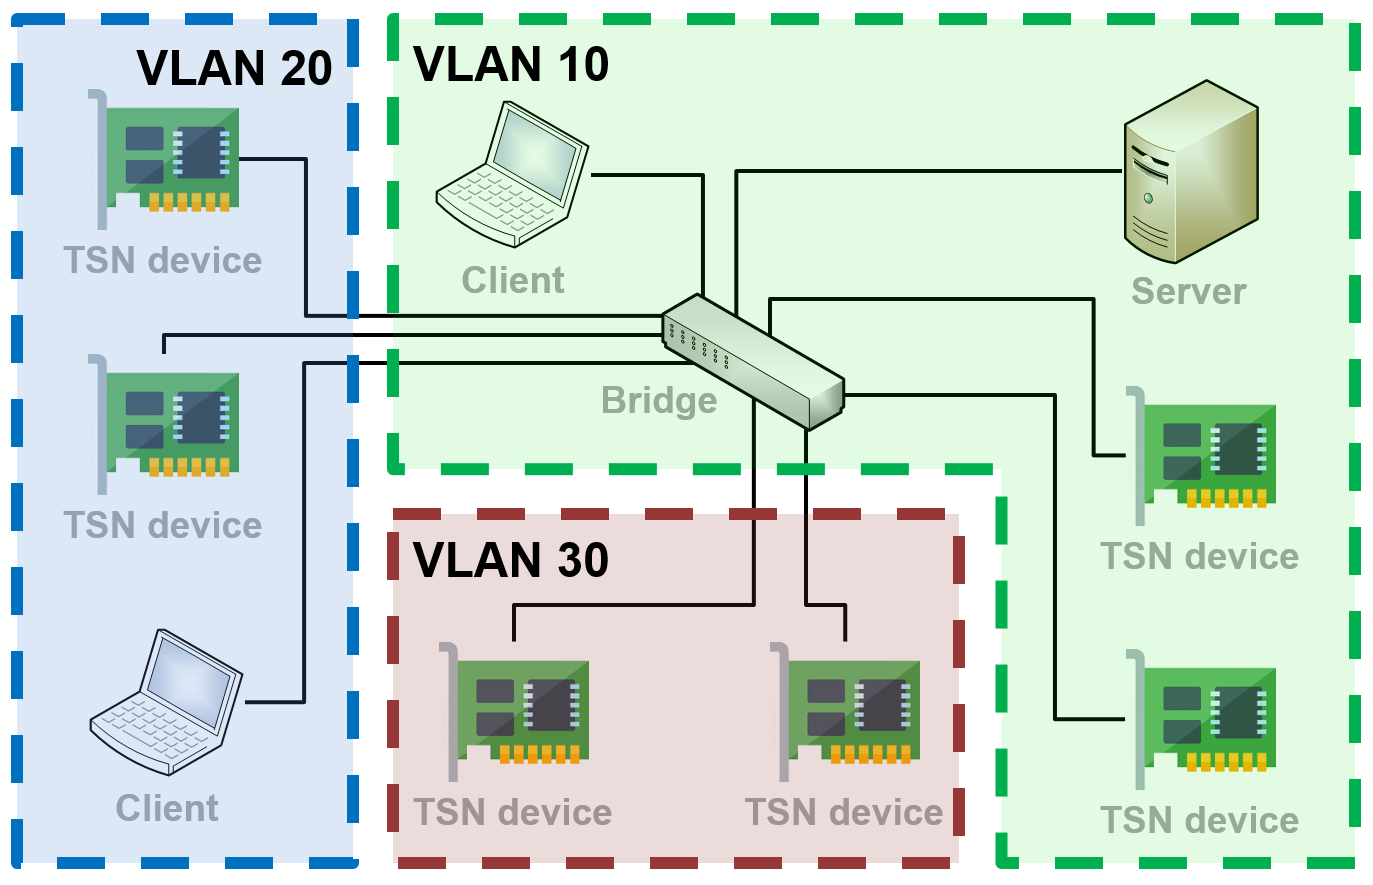 VLAN 20
TSN device
TSN device
Client
VLAN 10
Client
Server
Bridge
TSN device
TSN device
VLAN 30
TSN device
TSN device